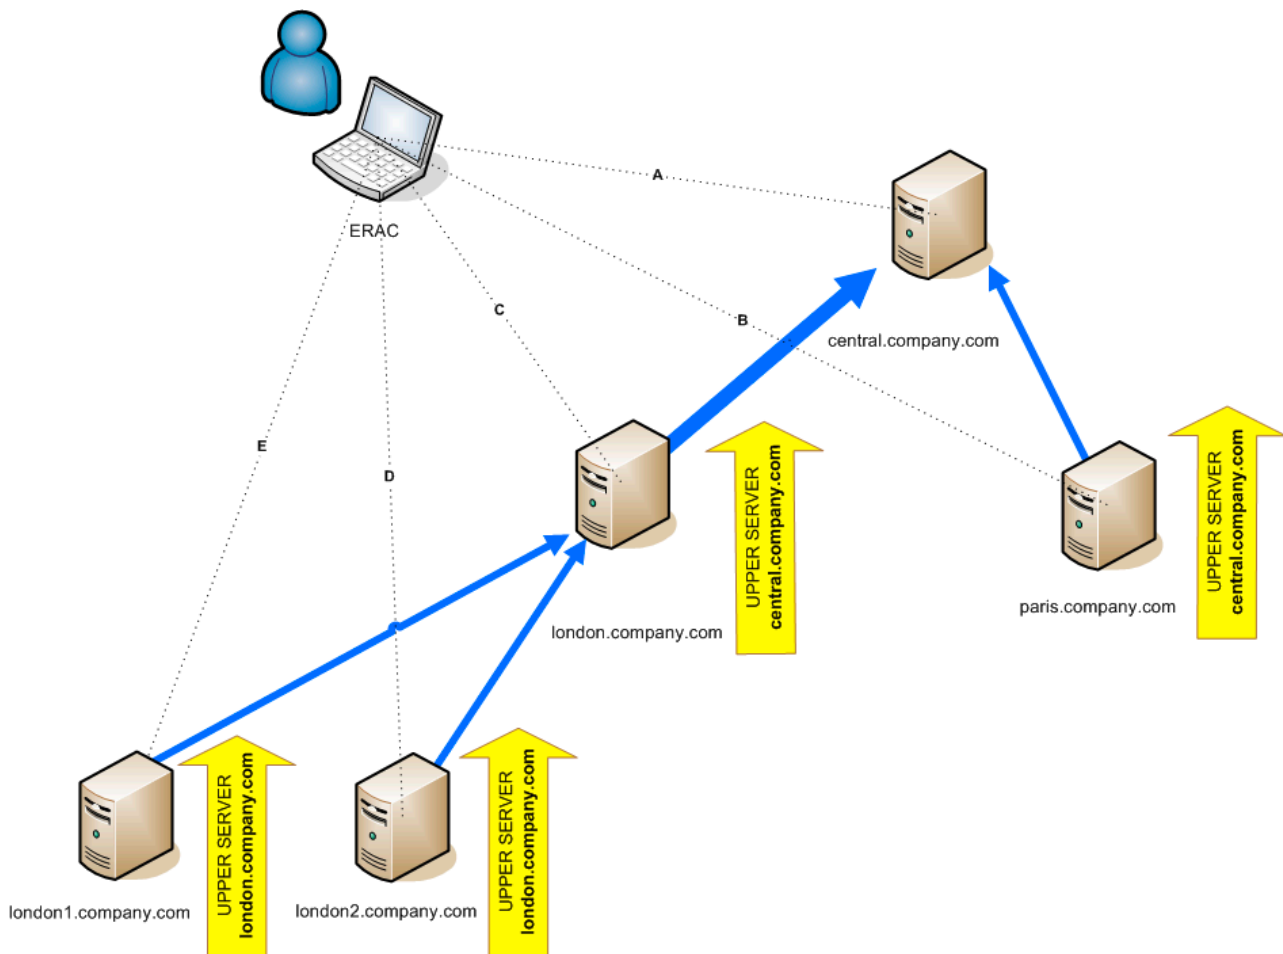 ERAC
A
B
C
D
E
central.company.com
london.company.com
UPPER SERVER
central.company.com
paris.company.com
UPPER SERVER
central.company.com
london1.company.com
UPPER SERVER
london.company.com
london2.company.com
UPPER SERVER
london.company.com